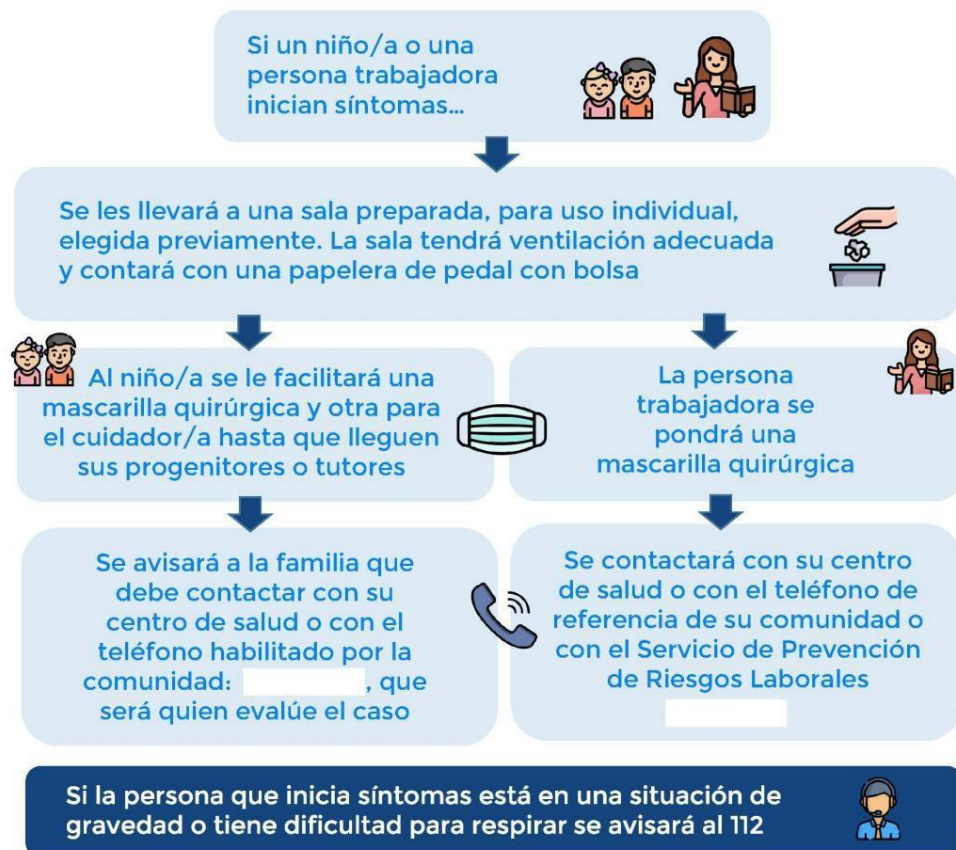 Si un niño/a o una
persona trabajadora
inician síntomas...
Se les llevará a una sala preparada, para uso individual,
elegida previamente. La sala tendrá ventilación adecuada
y contará con una papelera de pedal con bolsa
Al niño/a se le facilitará una
mascarilla quirúrgica y otra para
el cuidador/a hasta que lleguen
sus progenitores o tutores
La persona
trabajadora se
pondrá una
mascarilla quirúrgica
Se avisará a la familia que
debe contactar con su
centro de salud o con el
teléfono habilitado por la
comunidad: , que
será quien evalúe el caso
Se contactará con su centro
de salud o con el teléfono de
referencia de su comunidad o
con el Servicio de Prevención
de Riesgos Laborales
Si la persona que inicia síntomas está en una situación de
gravedad o tiene dificultad para respirar se avisará al 112